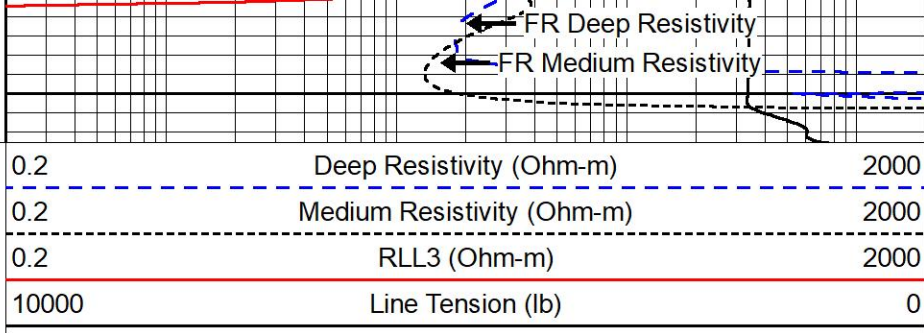 FR Deep Resistivity
FR Medium Resistivity
0.2 Deep Resistivity (Ohm-m) 2000
0.2 Medium Resistivity (Ohm-m) 2000
0.2 RLL3 (Ohm-m) 2000
10000 Line Tension (lb) 0